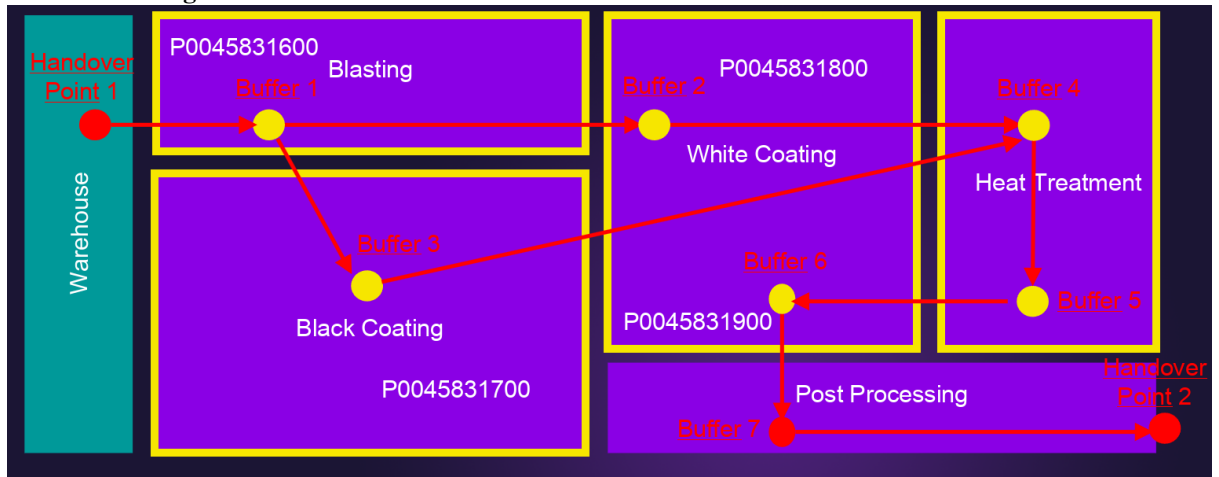 P0045831600
Blasting
Handover
Point 1
Buffer 1
Warehouse
Buffer 2
P0045831800
White Coating
Buffer 4
Heat Treatment
Buffer 3
Black Coating
P0045831700
Buffer 6
P0045831900
Buffer 5
Post Processing
Buffer 7
Handover
Point 2